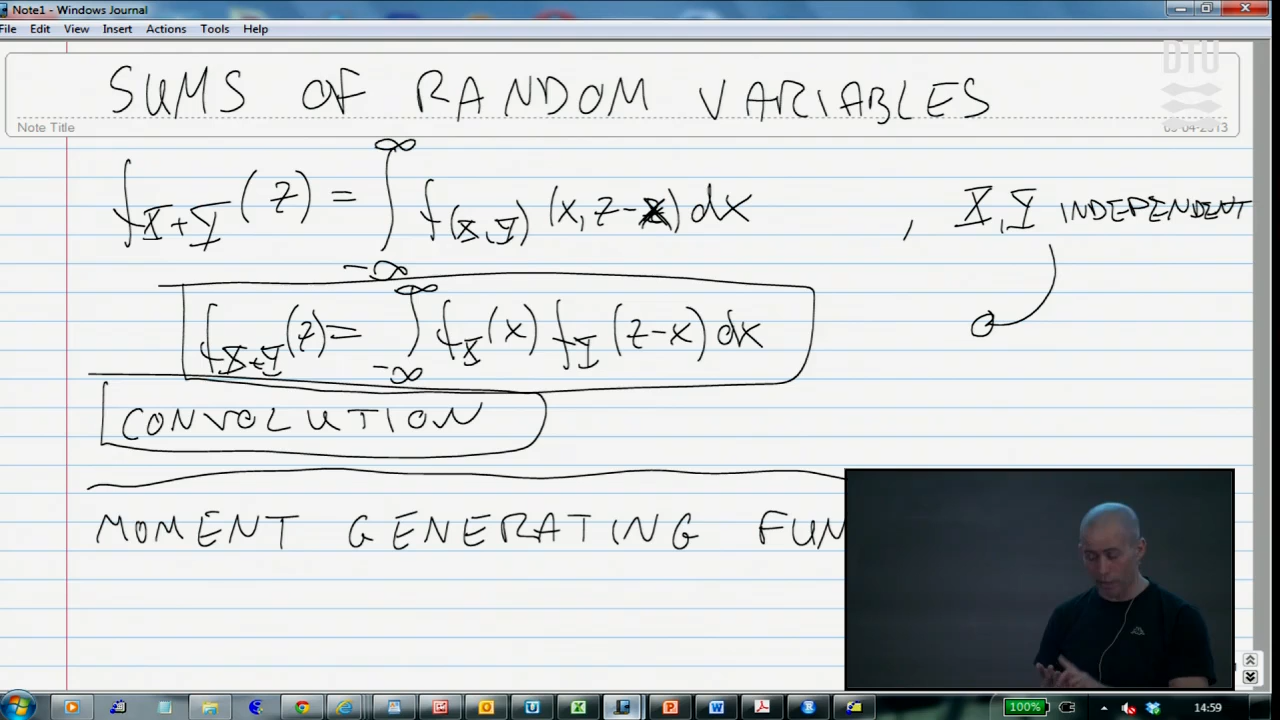 Note1 - Windows Journal
File Edit View Insert Actions Tools Help
DTU
SUMS OF RANDOM VARIABLES
Note Title
f_{X+Y}(z) = ∫_{-∞}^{∞} f_{(X,Y)}(x, z-x) dx , X, Y INDEPENDENT
f_{X+Y}(z) = ∫_{-∞}^{∞} f_X(x) f_Y(z-x) dx
CONVOLUTION
MOMENT GENERATING FUN
100% 14:59